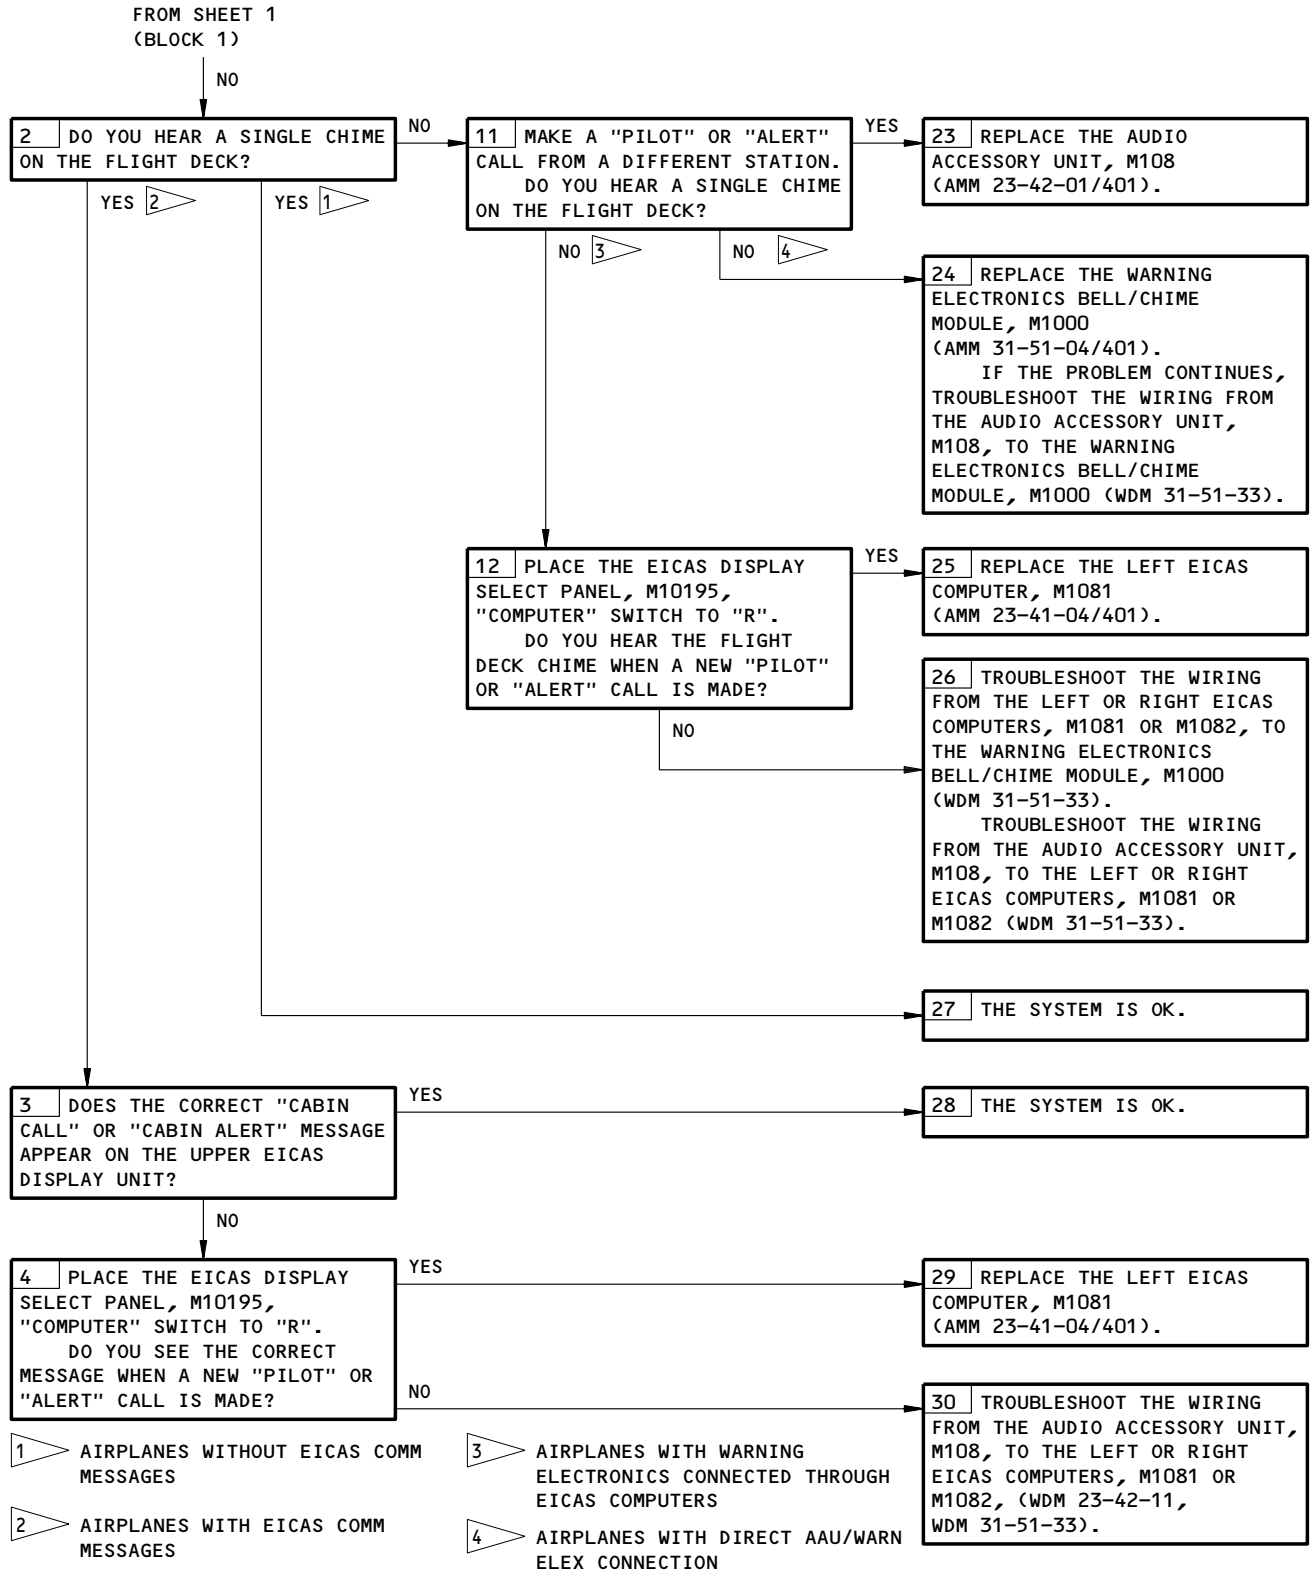 FROM SHEET 1
(BLOCK 1)
NO
2 DO YOU HEAR A SINGLE CHIME
ON THE FLIGHT DECK?
NO
YES 2
YES 1
11 MAKE A "PILOT" OR "ALERT"
CALL FROM A DIFFERENT STATION.
DO YOU HEAR A SINGLE CHIME
ON THE FLIGHT DECK?
YES
NO 3
NO 4
23 REPLACE THE AUDIO
ACCESSORY UNIT, M108
(AMM 23-42-01/401).
24 REPLACE THE WARNING
ELECTRONICS BELL/CHIME
MODULE, M1000
(AMM 31-51-04/401).
IF THE PROBLEM CONTINUES,
TROUBLESHOOT THE WIRING FROM
THE AUDIO ACCESSORY UNIT,
M108, TO THE WARNING
ELECTRONICS BELL/CHIME
MODULE, M1000 (WDM 31-51-33).
12 PLACE THE EICAS DISPLAY
SELECT PANEL, M10195,
"COMPUTER" SWITCH TO "R".
DO YOU HEAR THE FLIGHT
DECK CHIME WHEN A NEW "PILOT"
OR "ALERT" CALL IS MADE?
YES
NO
25 REPLACE THE LEFT EICAS
COMPUTER, M1081
(AMM 23-41-04/401).
26 TROUBLESHOOT THE WIRING
FROM THE LEFT OR RIGHT EICAS
COMPUTERS, M1081 OR M1082, TO
THE WARNING ELECTRONICS
BELL/CHIME MODULE, M1000
(WDM 31-51-33).
TROUBLESHOOT THE WIRING
FROM THE AUDIO ACCESSORY UNIT,
M108, TO THE LEFT OR RIGHT
EICAS COMPUTERS, M1081 OR
M1082 (WDM 31-51-33).
27 THE SYSTEM IS OK.
3 DOES THE CORRECT "CABIN
CALL" OR "CABIN ALERT" MESSAGE
APPEAR ON THE UPPER EICAS
DISPLAY UNIT?
YES
NO
28 THE SYSTEM IS OK.
4 PLACE THE EICAS DISPLAY
SELECT PANEL, M10195,
"COMPUTER" SWITCH TO "R".
DO YOU SEE THE CORRECT
MESSAGE WHEN A NEW "PILOT" OR
"ALERT" CALL IS MADE?
YES
NO
29 REPLACE THE LEFT EICAS
COMPUTER, M1081
(AMM 23-41-04/401).
30 TROUBLESHOOT THE WIRING
FROM THE AUDIO ACCESSORY UNIT,
M108, TO THE LEFT OR RIGHT
EICAS COMPUTERS, M1081 OR
M1082, (WDM 23-42-11,
WDM 31-51-33).
1 AIRPLANES WITHOUT EICAS COMM
MESSAGES
2 AIRPLANES WITH EICAS COMM
MESSAGES
3 AIRPLANES WITH WARNING
ELECTRONICS CONNECTED THROUGH
EICAS COMPUTERS
4 AIRPLANES WITH DIRECT AAU/WARN
ELEX CONNECTION